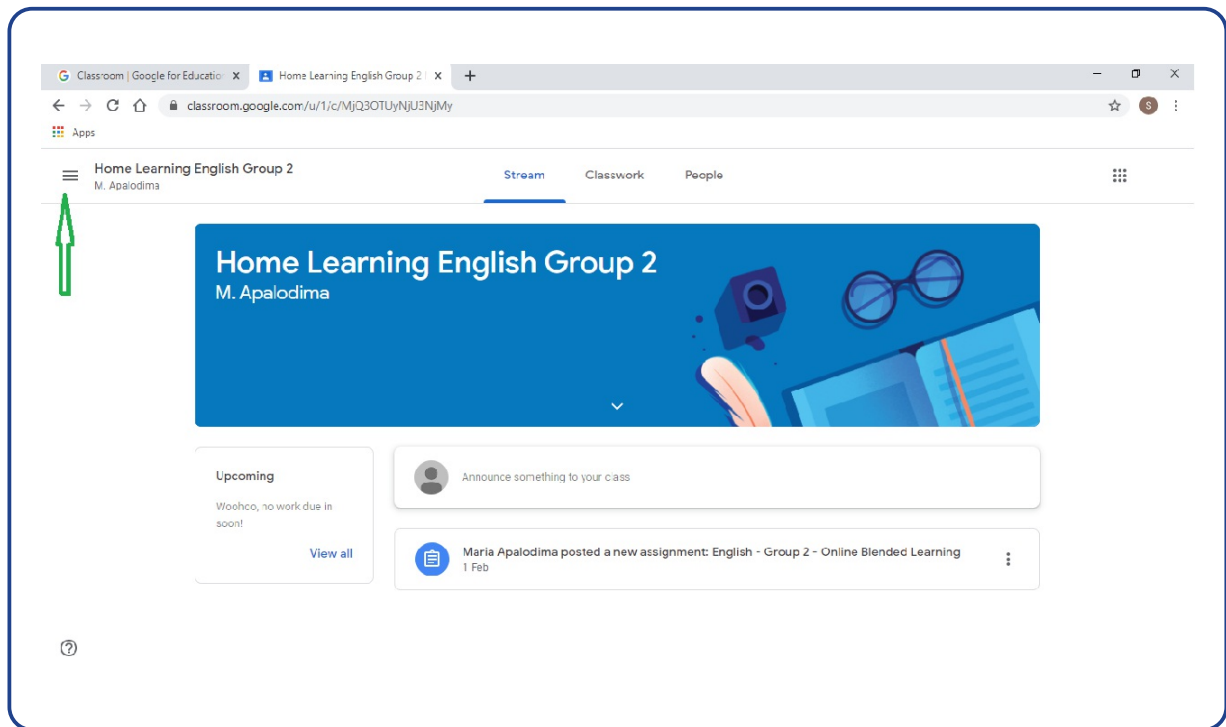 Classroom | Google for Educatio
Home Learning English Group 2
classroom.google.com/u/1/c/MjQ3OTUyNjU3NjMy
S
Apps
Home Learning English Group 2
M. Apalodima
Stream Classwork People
Home Learning English Group 2
M. Apalodima
Upcoming
Woohoo, no work due in
soon!
View all
Announce something to your class
Maria Apalodima posted a new assignment: English - Group 2 - Online Blended Learning
1 Feb